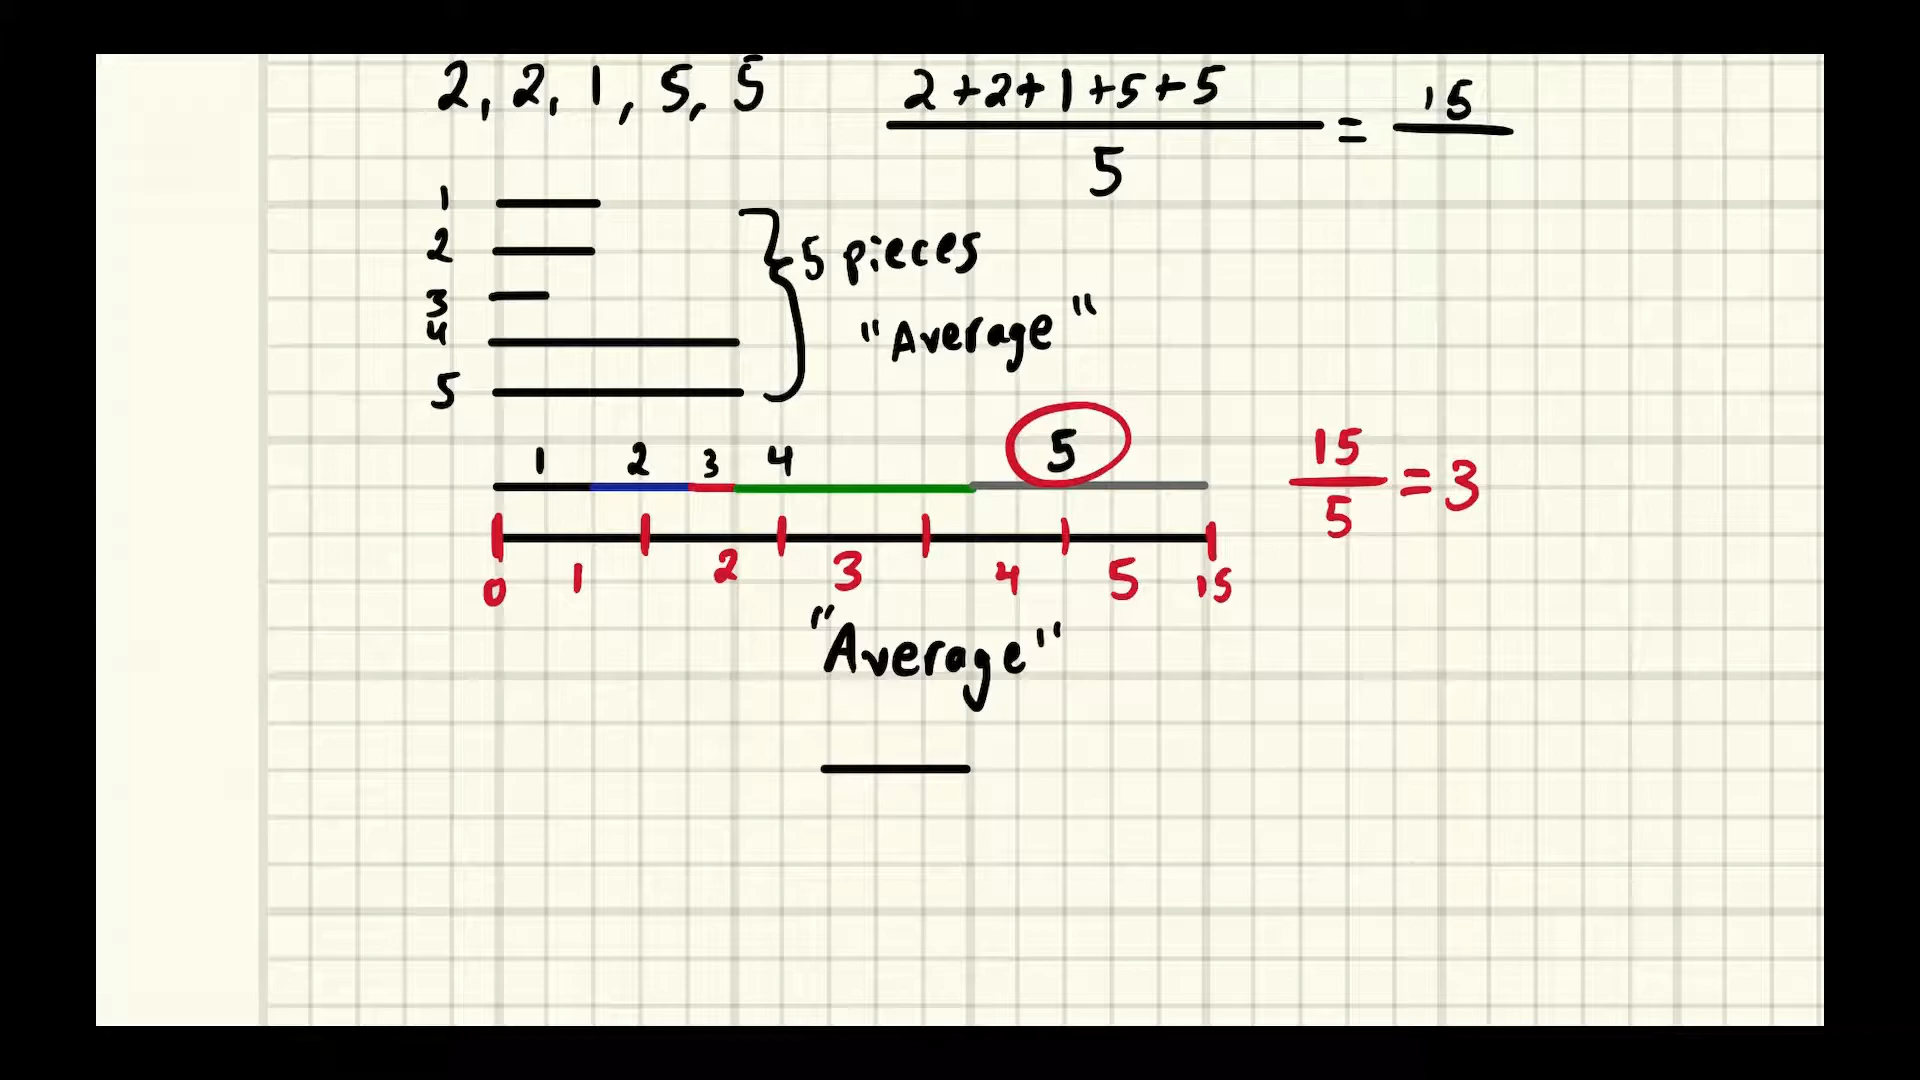 2, 2, 1, 5, 5
2+2+1+5+5 = 15
5
1
2
3
4
5
5 pieces
"Average"
1 2 3 4 5
15
5 = 3
0 1 2 3 4 5 15
"Average"